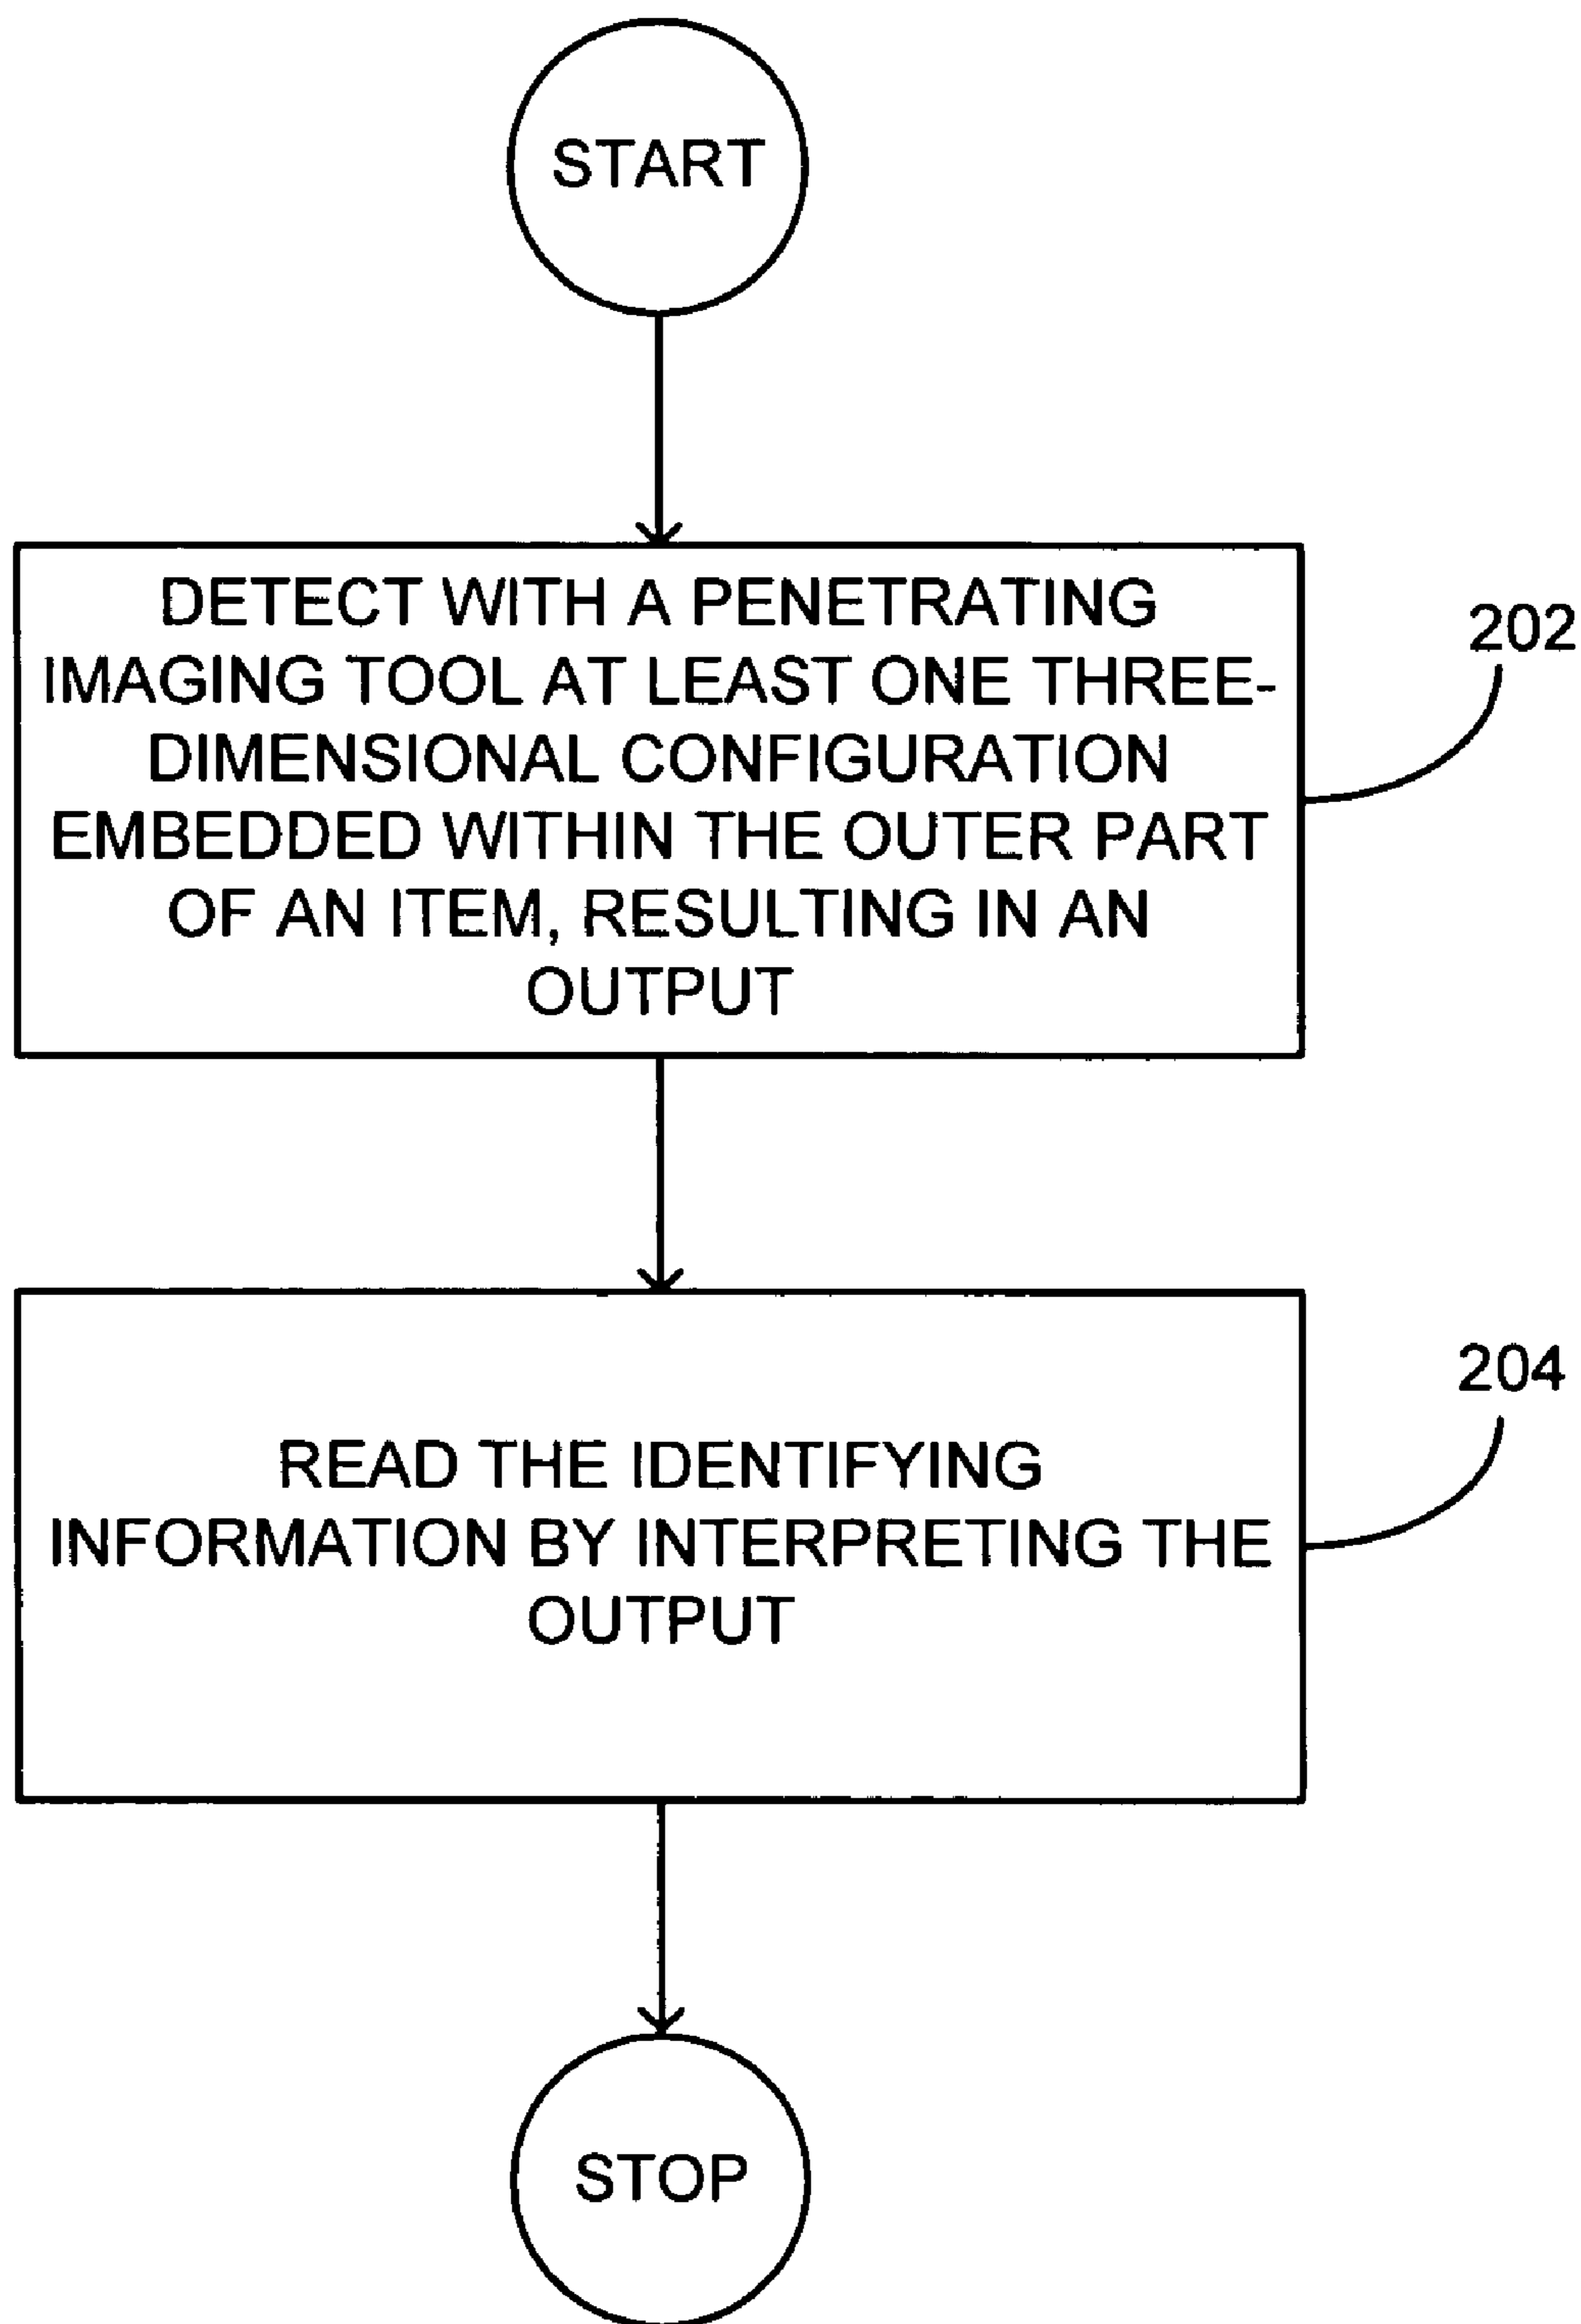 START
DETECT WITH A PENETRATING
IMAGING TOOL AT LEAST ONE THREE-
DIMENSIONAL CONFIGURATION
EMBEDDED WITHIN THE OUTER PART
OF AN ITEM, RESULTING IN AN
OUTPUT
202
READ THE IDENTIFYING
INFORMATION BY INTERPRETING THE
OUTPUT
204
STOP